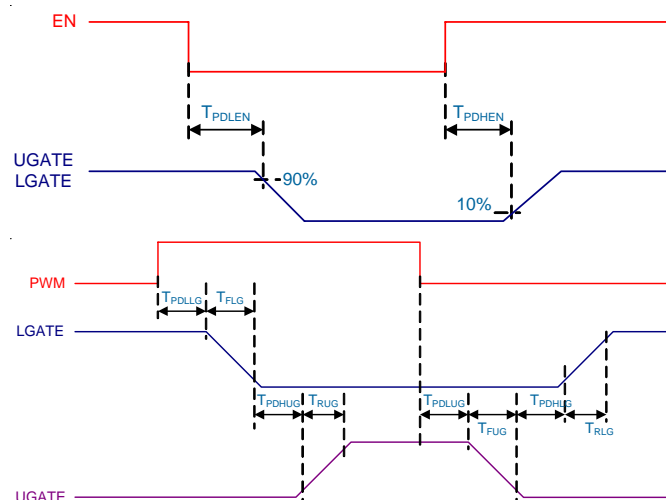 EN
TPDLEN
TPDHEN
UGATE
LGATE
90%
10%
PWM
TPDLLG
TFLG
LGATE
TPDHUG
TRUG
TPDLUG
TFUG
TPDHLG
TRLG
UGATE